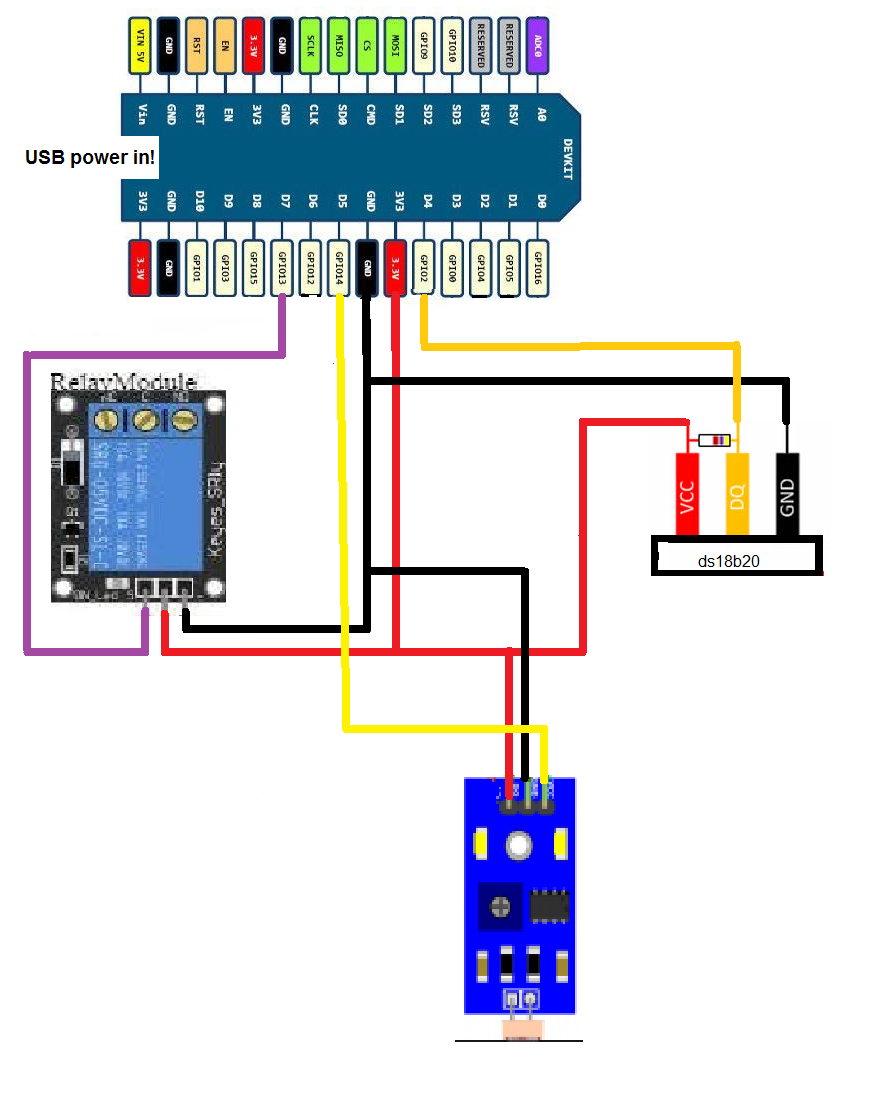 VIN 5V GND RST EN 3.3V GND SCLK MISO CS MOSI GPIO9 GPIO10 RESERVED RESERVED ADC0
Vin GND RST EN 3V3 GND CLK SD0 CMD SD1 SD2 SD3 RSV RSV A0
DEVKIT
USB power in!
3V3 GND D10 D9 D8 D7 D6 D5 GND 3V3 D4 D3 D2 D1 D0
3.3V GND GPIO1 GPIO3 GPIO15 GPIO13 GPIO12 GPIO14 GND 3.3V GPIO2 GPIO0 GPIO4 GPIO5 GPIO16
RelayModule
Keyes_SRly
VCC DQ GND
ds18b20